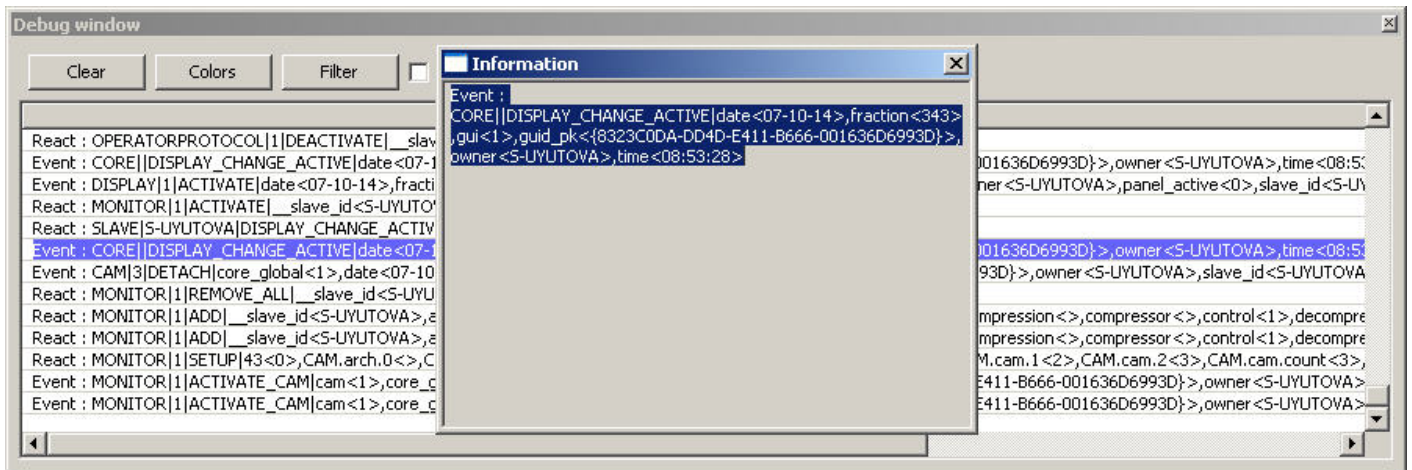 Debug window
Clear Colors Filter
Information
Event :
CORE||DISPLAY_CHANGE_ACTIVE|date<07-10-14>,fraction<343>
,gui<1>,guid_pk<{8323C0DA-DD4D-E411-B666-001636D6993D}>,
owner<S-UYUTOVA>,time<08:53:28>
React : OPERATORPROTOCOL|1|DEACTIVATE|__slav
Event : CORE||DISPLAY_CHANGE_ACTIVE|date<07-1 001636D6993D}>,owner<S-UYUTOVA>,time<08:53
Event : DISPLAY|1|ACTIVATE|date<07-10-14>,fracti ner<S-UYUTOVA>,panel_active<0>,slave_id<S-UY
React : MONITOR|1|ACTIVATE|__slave_id<S-UYUTO
React : SLAVE|S-UYUTOVA|DISPLAY_CHANGE_ACTIV
Event : CORE||DISPLAY_CHANGE_ACTIVE|date<07-1 001636D6993D}>,owner<S-UYUTOVA>,time<08:53
Event : CAM|3|DETACH|core_global<1>,date<07-10 93D}>,owner<S-UYUTOVA>,slave_id<S-UYUTOVA
React : MONITOR|1|REMOVE_ALL|__slave_id<S-UYU
React : MONITOR|1|ADD|__slave_id<S-UYUTOVA>,a mpression<>,compressor<>,control<1>,decompre
React : MONITOR|1|ADD|__slave_id<S-UYUTOVA>,a mpression<>,compressor<>,control<1>,decompre
React : MONITOR|1|SETUP|43<0>,CAM.arch.0<>,C M.cam.1<2>,CAM.cam.2<3>,CAM.cam.count<3>,
Event : MONITOR|1|ACTIVATE_CAM|cam<1>,core_g E411-B666-001636D6993D}>,owner<S-UYUTOVA>
Event : MONITOR|1|ACTIVATE_CAM|cam<1>,core_g E411-B666-001636D6993D}>,owner<S-UYUTOVA>